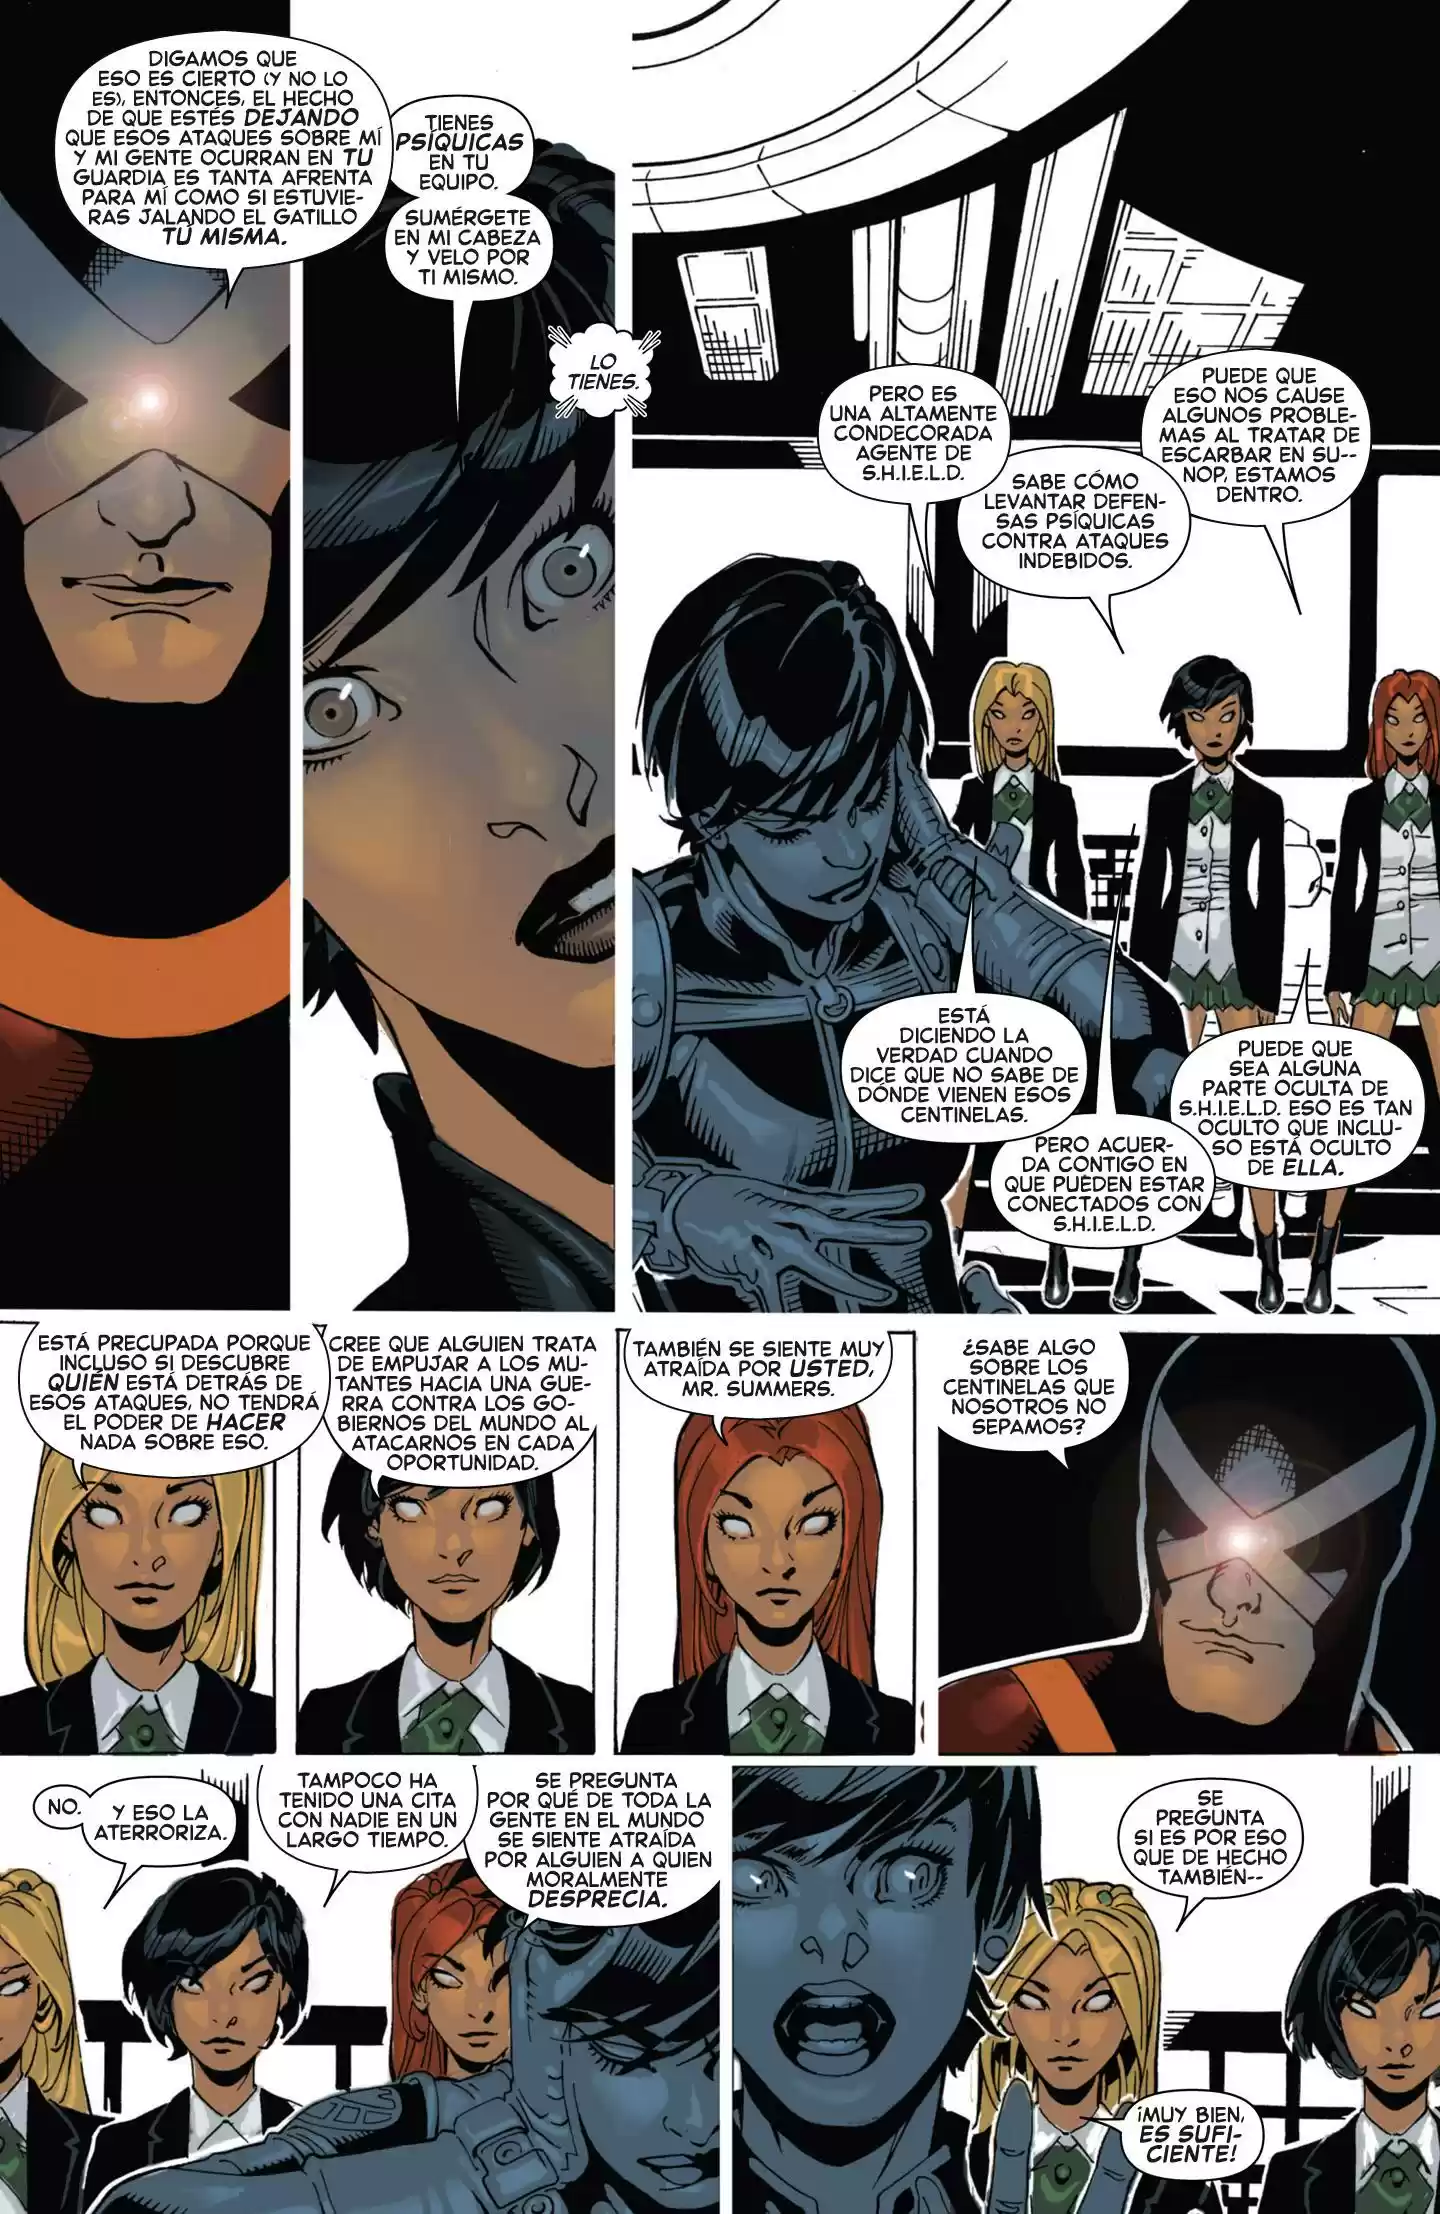 DIGAMOS QUE
ESO ES CIERTO (Y NO LO
ES), ENTONCES, EL HECHO
DE QUE ESTÉS DEJANDO
QUE ESOS ATAQUES SOBRE MÍ
Y MI GENTE OCURRAN EN TU
GUARDIA ES TANTA AFRENTA
PARA MÍ COMO SI ESTUVIE-
RAS JALANDO EL GATILLO
TÚ MISMA.
TIENES
PSÍQUICAS
EN TU
EQUIPO.
SUMÉRGETE
EN MI CABEZA
Y VELO POR
TI MISMO.
LO
TIENES.
PERO ES
UNA ALTAMENTE
CONDECORADA
AGENTE DE
S.H.I.E.L.D.
SABE CÓMO
LEVANTAR DEFEN-
SAS PSÍQUICAS
CONTRA ATAQUES
INDEBIDOS.
PUEDE QUE
ESO NOS CAUSE
ALGUNOS PROBLE-
MAS AL TRATAR DE
ESCARBAR EN SU--
NOP, ESTAMOS
DENTRO.
ESTÁ
DICIENDO LA
VERDAD CUANDO
DICE QUE NO SABE DE
DÓNDE VIENEN ESOS
CENTINELAS.
PERO ACUER-
DA CONTIGO EN
QUE PUEDEN ESTAR
CONECTADOS CON
S.H.I.E.L.D.
PUEDE QUE
SEA ALGUNA
PARTE OCULTA DE
S.H.I.E.L.D. ESO ES TAN
OCULTO QUE INCLU-
SO ESTÁ OCULTO
DE ELLA.
ESTÁ PRECUPADA PORQUE
INCLUSO SI DESCUBRE
QUIÉN ESTÁ DETRÁS DE
ESOS ATAQUES, NO TENDRÁ
EL PODER DE HACER
NADA SOBRE ESO.
CREE QUE ALGUIEN TRATA
DE EMPUJAR A LOS MU-
TANTES HACIA UNA GUE-
RRA CONTRA LOS GO-
BIERNOS DEL MUNDO AL
ATACARNOS EN CADA
OPORTUNIDAD.
TAMBIÉN SE SIENTE MUY
ATRAÍDA POR USTED,
MR. SUMMERS.
¿SABE ALGO
SOBRE LOS
CENTINELAS QUE
NOSOTROS NO
SEPAMOS?
NO.
Y ESO LA
ATERRORIZA.
TAMPOCO HA
TENIDO UNA CITA
CON NADIE EN UN
LARGO TIEMPO.
SE PREGUNTA
POR QUÉ DE TODA LA
GENTE EN EL MUNDO
SE SIENTE ATRAÍDA
POR ALGUIEN A QUIEN
MORALMENTE
DESPRECIA.
SE
PREGUNTA
SI ES POR ESO
QUE DE HECHO
TAMBIÉN--
¡MUY BIEN,
ES SUFI-
CIENTE!